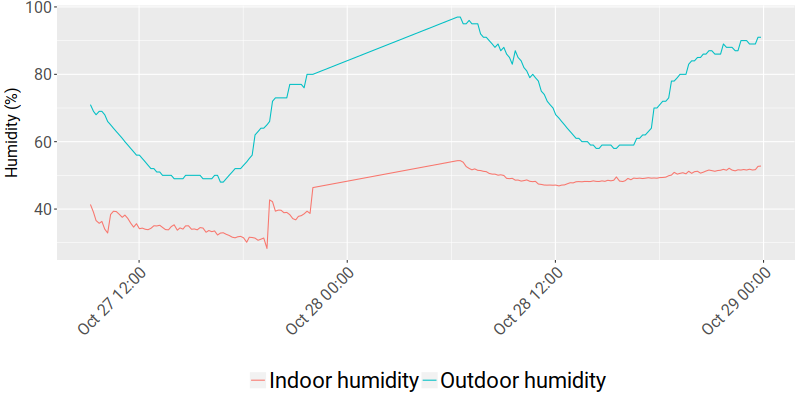 100
80
60
40
Humidity (%)
Oct 27 12:00
Oct 28 00:00
Oct 28 12:00
Oct 29 00:00
Indoor humidity Outdoor humidity